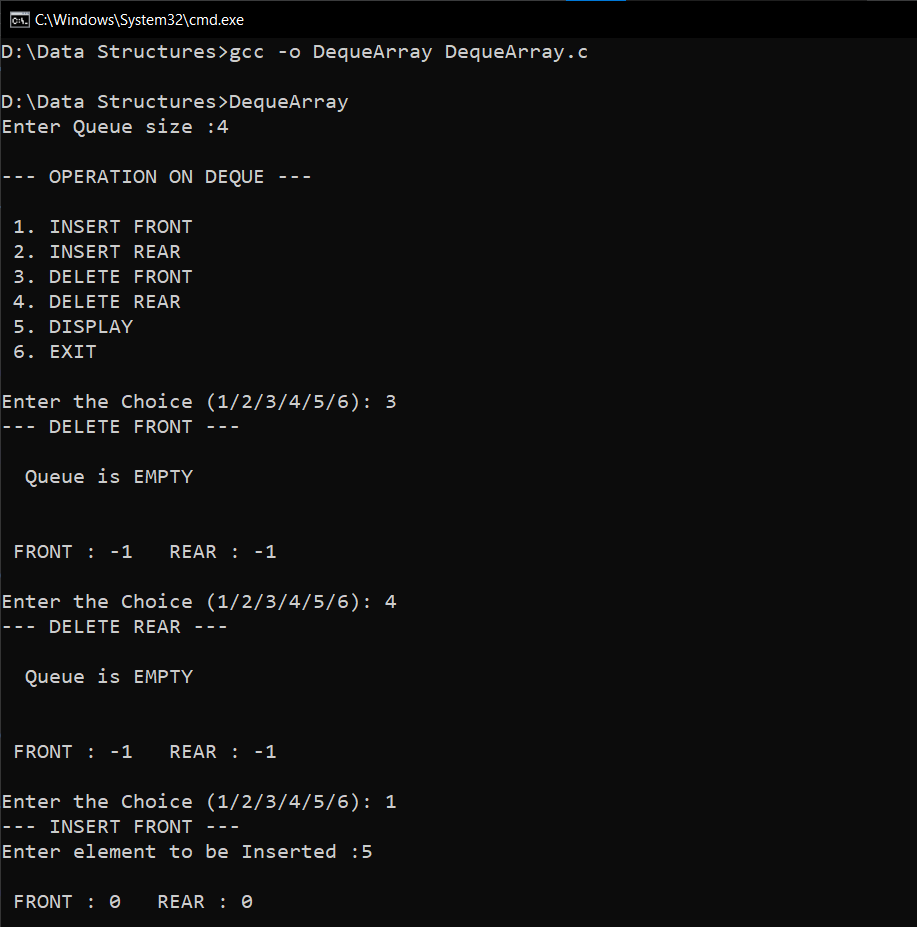 C:\Windows\System32\cmd.exe
D:\Data Structures>gcc -o DequeArray DequeArray.c
D:\Data Structures>DequeArray
Enter Queue size :4
--- OPERATION ON DEQUE ---
1. INSERT FRONT
2. INSERT REAR
3. DELETE FRONT
4. DELETE REAR
5. DISPLAY
6. EXIT
Enter the Choice (1/2/3/4/5/6): 3
--- DELETE FRONT ---
Queue is EMPTY
FRONT : -1   REAR : -1
Enter the Choice (1/2/3/4/5/6): 4
--- DELETE REAR ---
Queue is EMPTY
FRONT : -1   REAR : -1
Enter the Choice (1/2/3/4/5/6): 1
--- INSERT FRONT ---
Enter element to be Inserted :5
FRONT : 0   REAR : 0